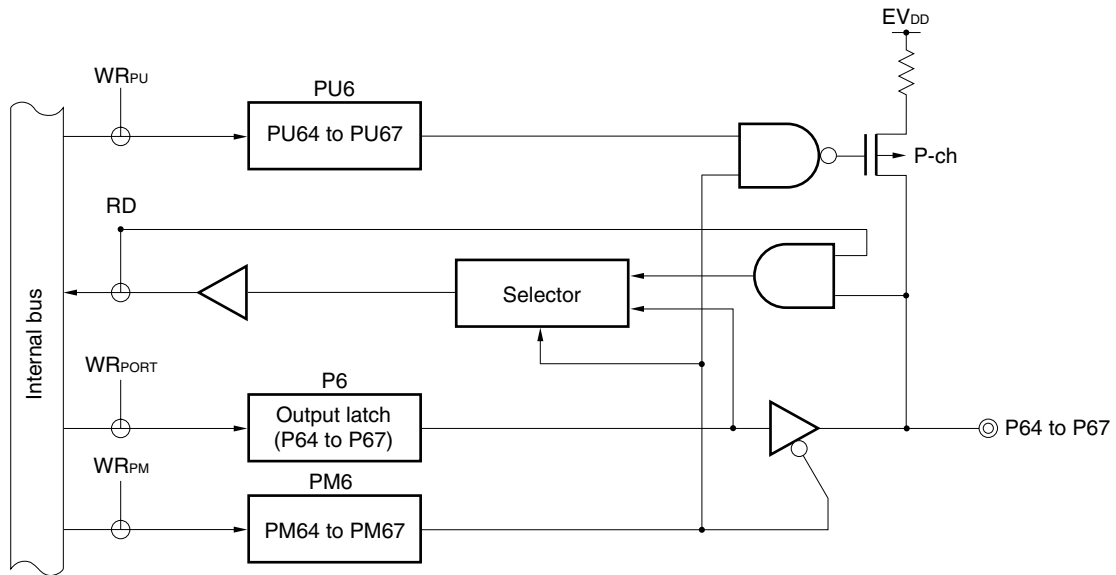 EVDD
WRPU
PU6
PU64 to PU67
P-ch
RD
Selector
Internal bus
WRPORT
P6
Output latch
(P64 to P67)
P64 to P67
WRPM
PM6
PM64 to PM67